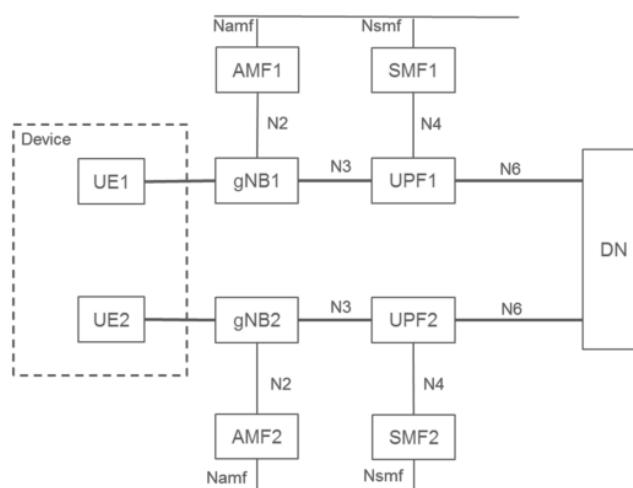 Namf
Nsmf
AMF1
SMF1
N2
N4
Device
UE1
gNB1
N3
UPF1
N6
DN
UE2
gNB2
N3
UPF2
N6
N2
N4
AMF2
SMF2
Namf
Nsmf